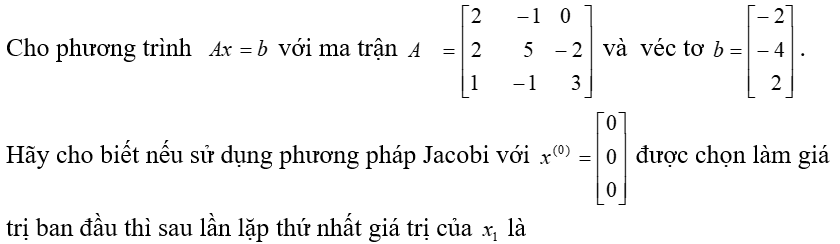 Cho phương trình Ax = b với ma trận A = [2 -1 0; 2 5 -2; 1 -1 3] và véc tơ b = [-2; -4; 2].
Hãy cho biết nếu sử dụng phương pháp Jacobi với x^(0) = [0; 0; 0] được chọn làm giá
trị ban đầu thì sau lần lặp thứ nhất giá trị của x₁ là